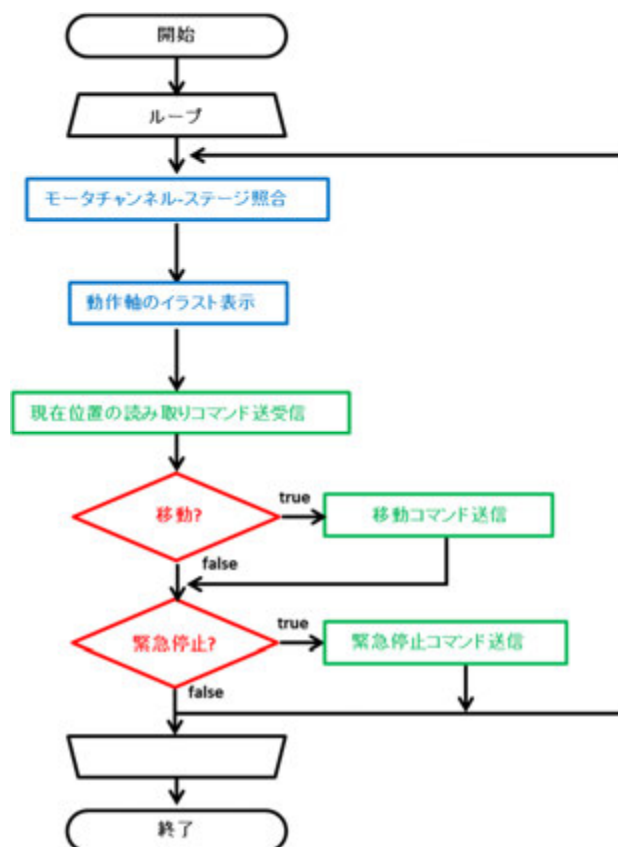 開始
ループ
モータチャンネル-ステージ照合
動作軸のイラスト表示
現在位置の読み取りコマンド送受信
移動?
true
移動コマンド送信
false
緊急停止?
true
緊急停止コマンド送信
false
終了